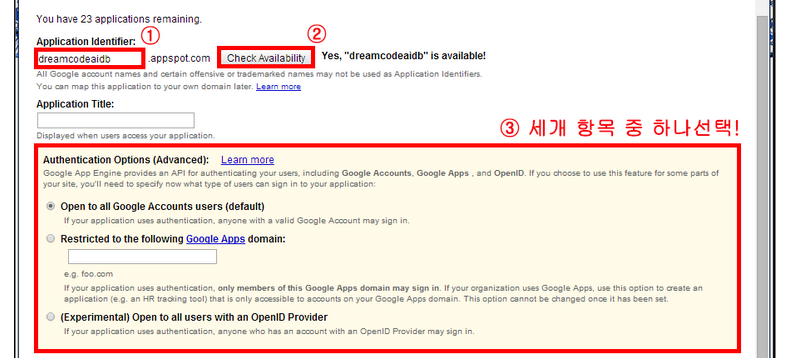 You have 23 applications remaining.
①
②
Application Identifier:
dreamcodeaidb .appspot.com Check Availability Yes, "dreamcodeaidb" is available!
All Google account names and certain offensive or trademarked names may not be used as Application Identifiers.
You can map this application to your own domain later. Learn more
Application Title:
Displayed when users access your application.
③ 세개 항목 중 하나선택!
Authentication Options (Advanced): Learn more
Google App Engine provides an API for authenticating your users, including Google Accounts, Google Apps , and OpenID. If you choose to use this feature for some parts of
your site, you'll need to specify now what type of users can sign in to your application:
Open to all Google Accounts users (default)
If your application uses authentication, anyone with a valid Google Account may sign in.
Restricted to the following Google Apps domain:
e.g. foo.com
If your application uses authentication, only members of this Google Apps domain may sign in. If your organization uses Google Apps, use this option to create an
application (e.g. an HR tracking tool) that is only accessible to accounts on your Google Apps domain. This option cannot be changed once it has been set.
(Experimental) Open to all users with an OpenID Provider
If your application uses authentication, anyone who has an account with an OpenID Provider may sign in.